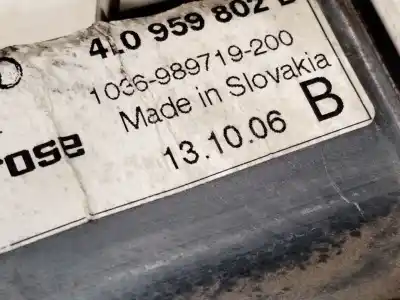 4L0 959 802
1036-989719-200
Made in Slovakia
rose
13.10.06 B